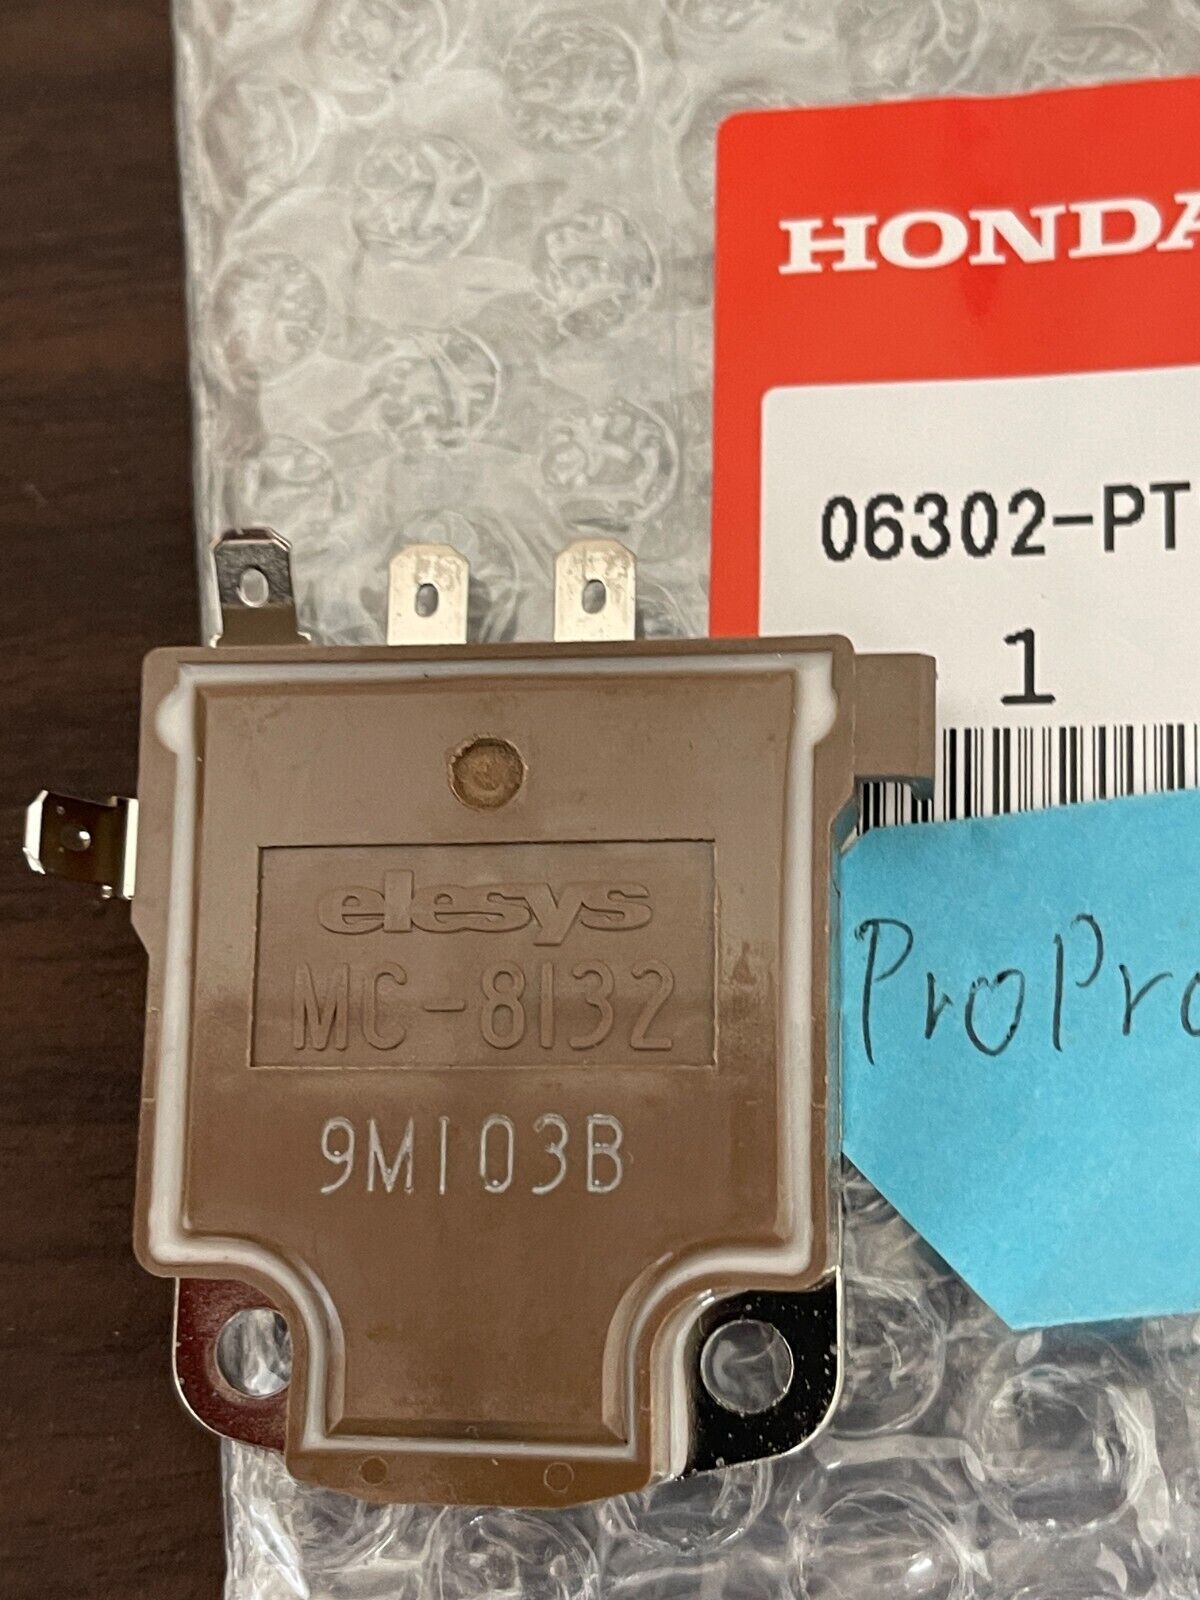 HONDA
06302-PT
1
elesys
MC-8132
9M103B
ProPro